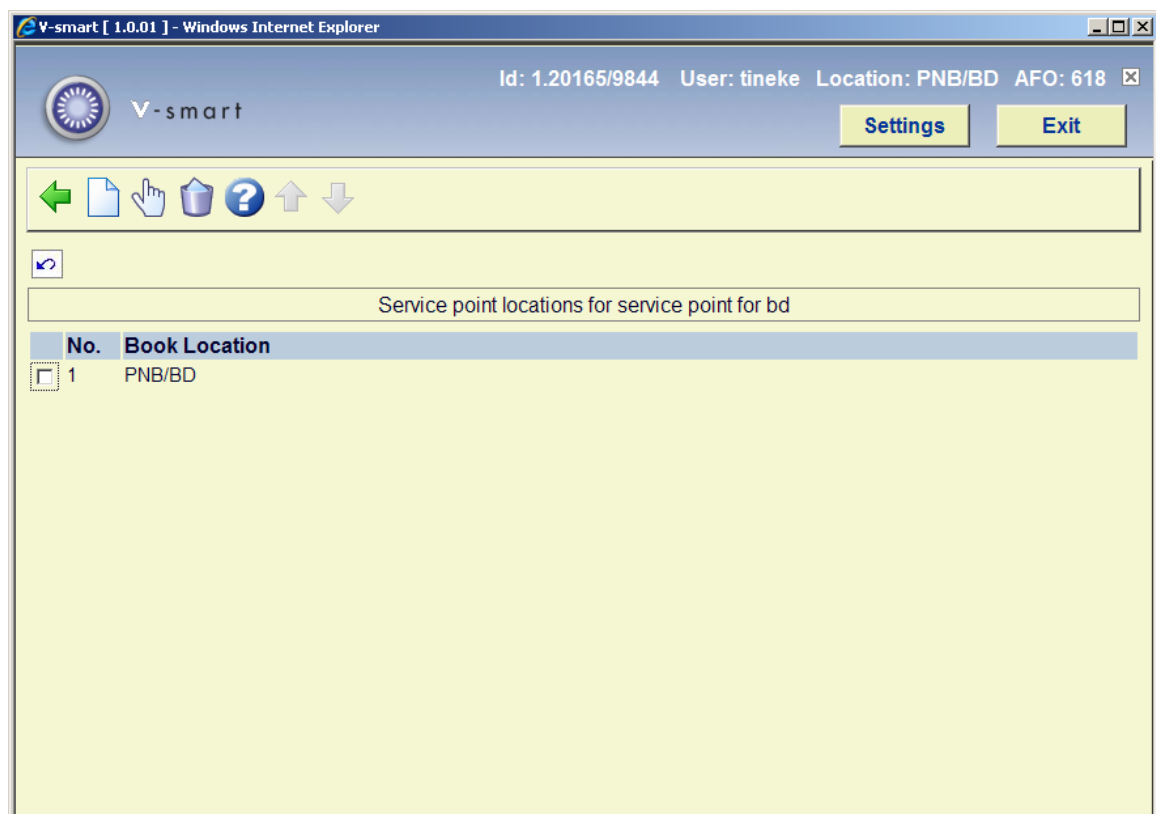 V-smart [ 1.0.01 ] - Windows Internet Explorer
Id: 1.20165/9844 User: tineke Location: PNB/BD AFO: 618
V-smart
Settings Exit
Service point locations for service point for bd
No. Book Location
1 PNB/BD